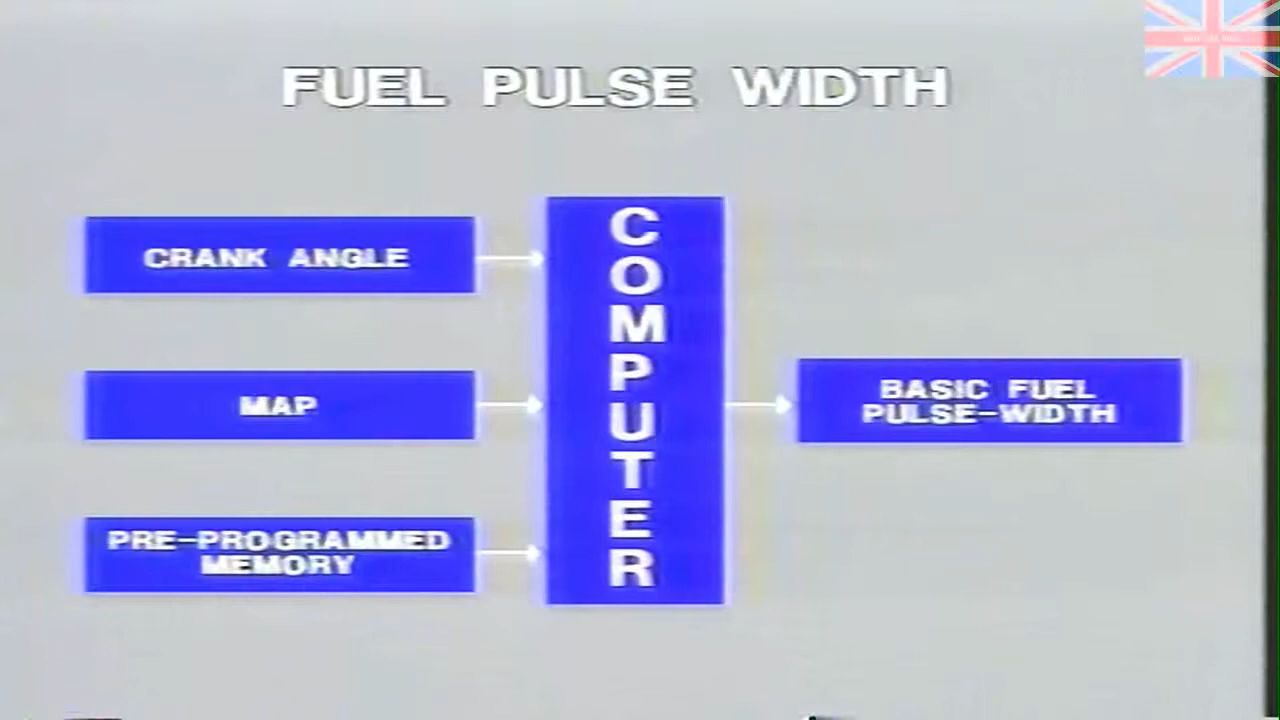 FUEL PULSE WIDTH
CRANK ANGLE
MAP
PRE-PROGRAMMED
MEMORY
COMPUTER
BASIC FUEL
PULSE-WIDTH